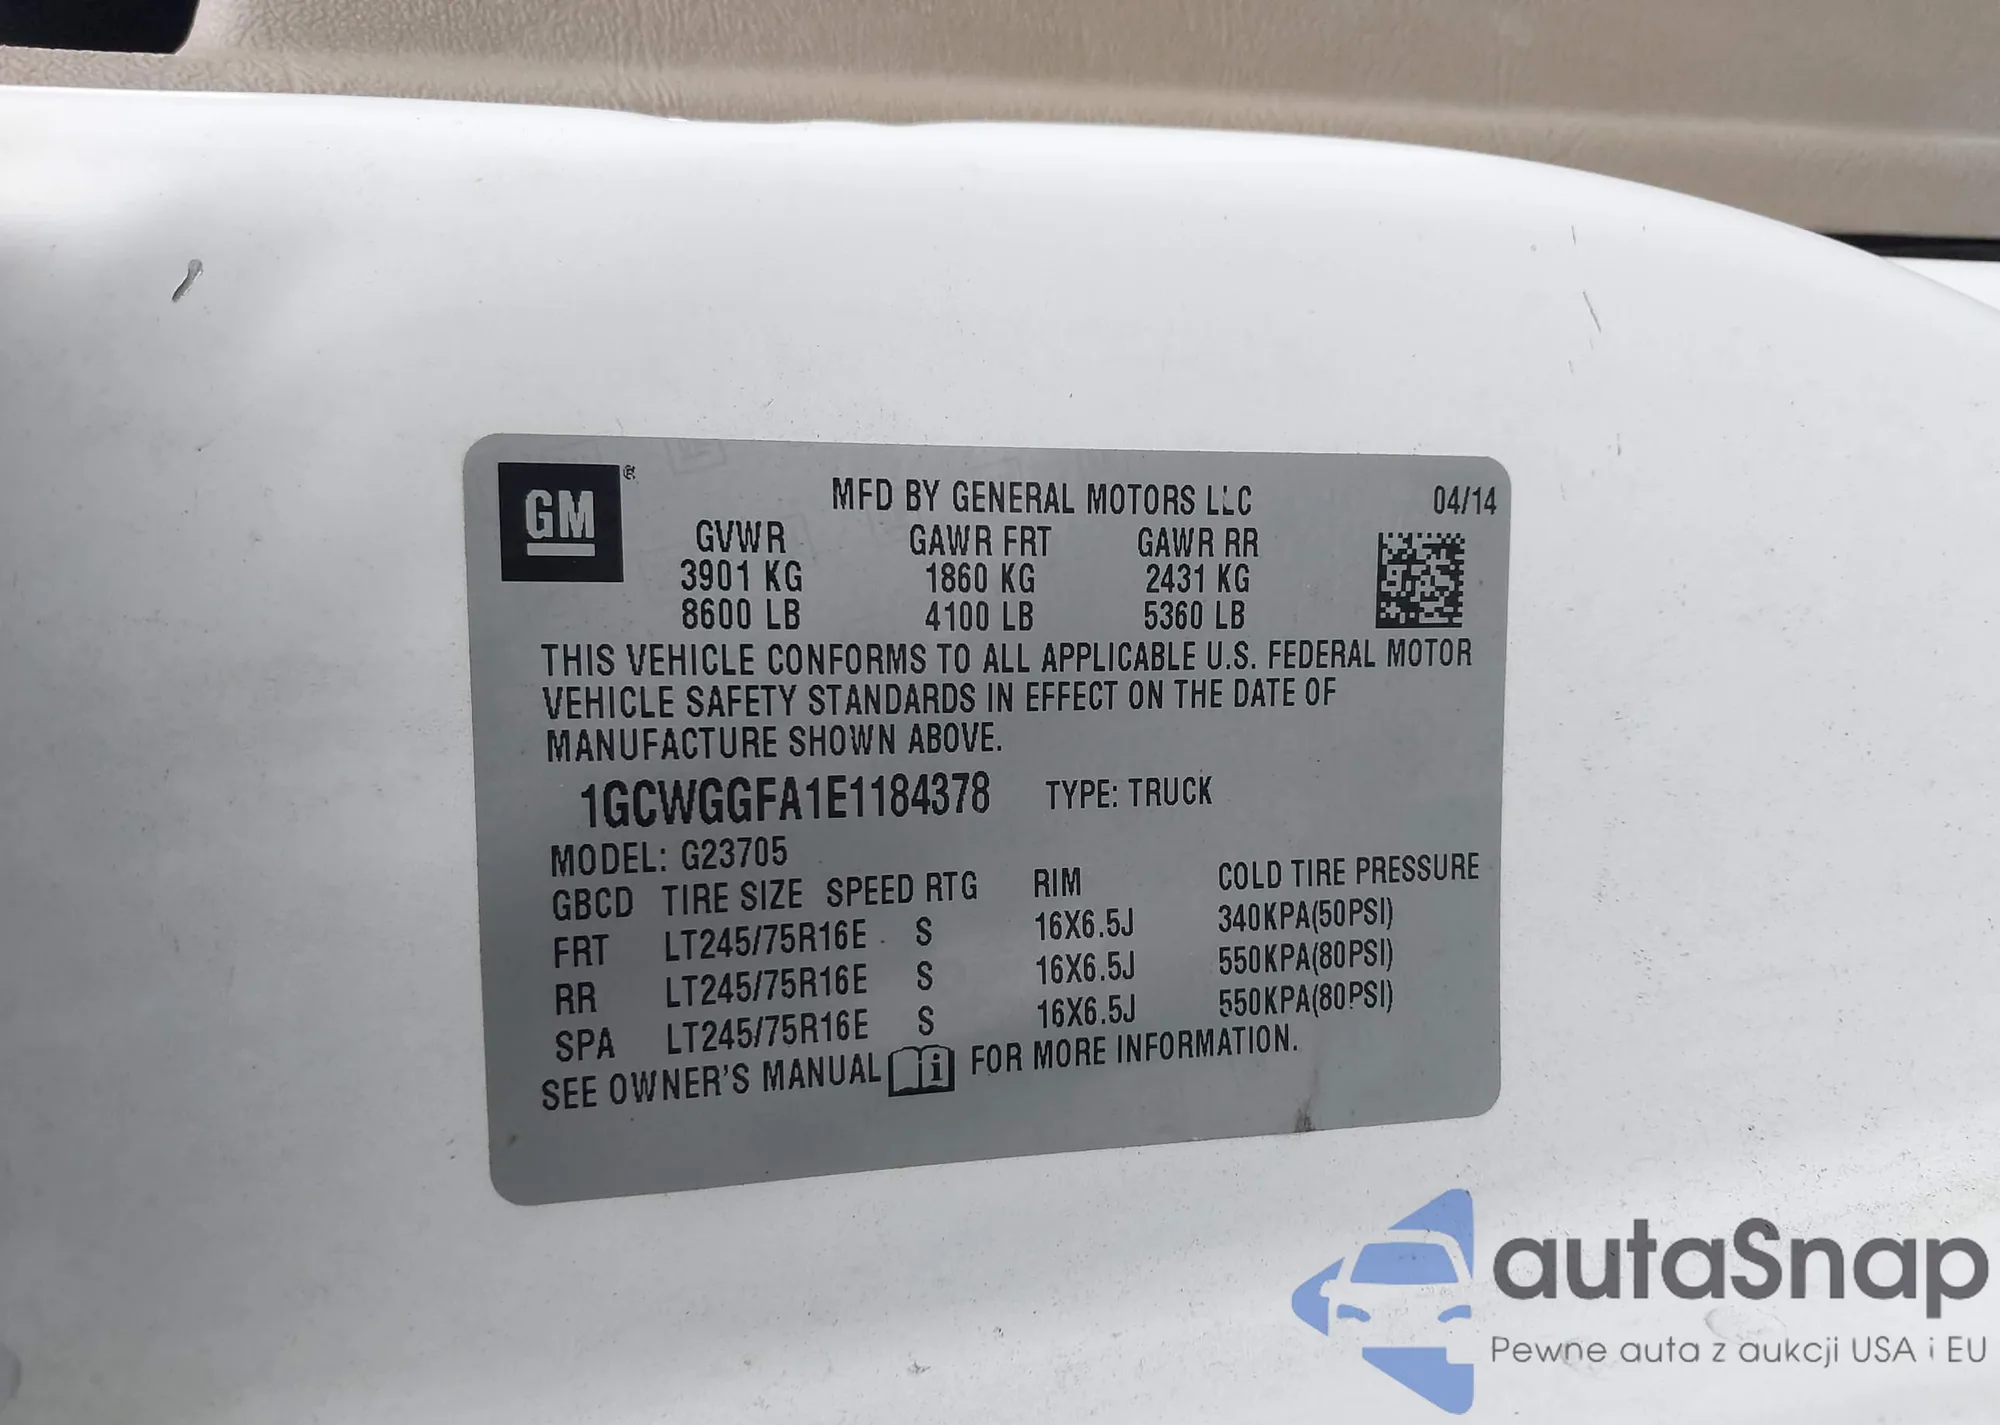 GM ®
MFD BY GENERAL MOTORS LLC 04/14
GVWR GAWR FRT GAWR RR
3901 KG 1860 KG 2431 KG
8600 LB 4100 LB 5360 LB
THIS VEHICLE CONFORMS TO ALL APPLICABLE U.S. FEDERAL MOTOR
VEHICLE SAFETY STANDARDS IN EFFECT ON THE DATE OF
MANUFACTURE SHOWN ABOVE.
1GCWGGFA1E1184378 TYPE: TRUCK
MODEL: G23705
GBCD TIRE SIZE SPEED RTG RIM COLD TIRE PRESSURE
FRT LT245/75R16E S 16X6.5J 340KPA(50PSI)
RR LT245/75R16E S 16X6.5J 550KPA(80PSI)
SPA LT245/75R16E S 16X6.5J 550KPA(80PSI)
SEE OWNER'S MANUAL i FOR MORE INFORMATION.
autaSnap
Pewne auta z aukcji USA i EU